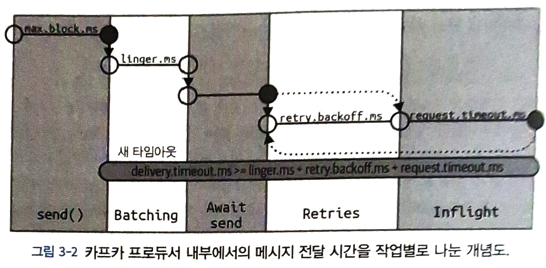 max.block.ms
linger.ms
retry.backoff.ms
request.timeout.ms
새 타임아웃
delivery.timeout.ms >= linger.ms + retry.backoff.ms + request.timeout.ms
send()
Batching
Await
send
Retries
Inflight
그림 3-2 카프카 프로듀서 내부에서의 메시지 전달 시간을 작업별로 나눈 개념도.